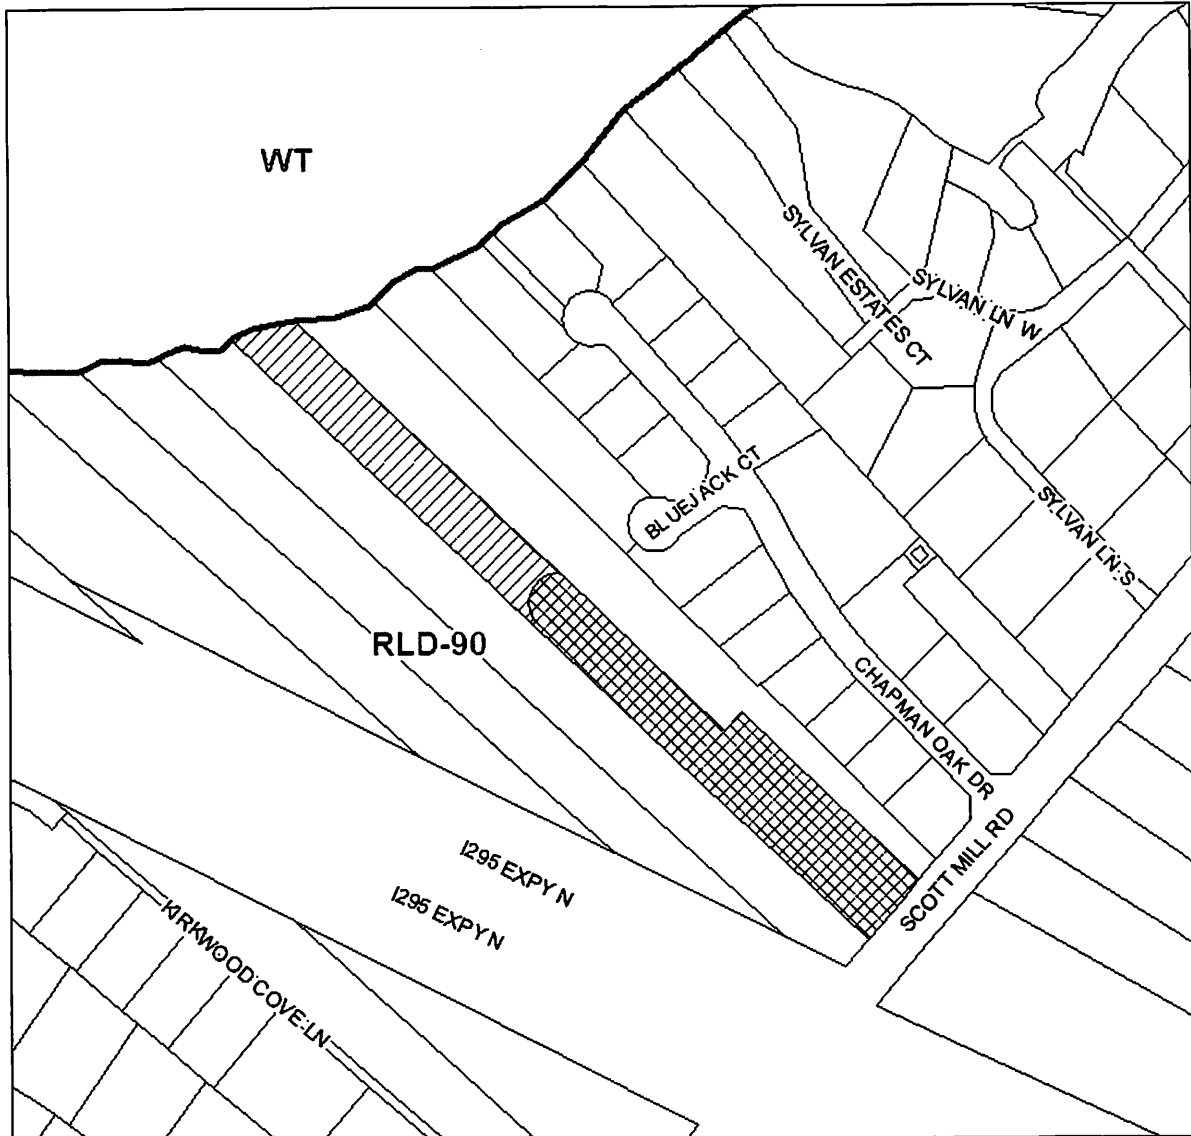 WT
SYLVAN ESTATES CT
SYLVAN LN W
BLUEJACK CT
SYLVAN LN S
RLD-90
CHAPMAN OAK DR
SCOTT MILL RD
I295 EXPY N
I295 EXPY N
KIRKWOOD COVE LN